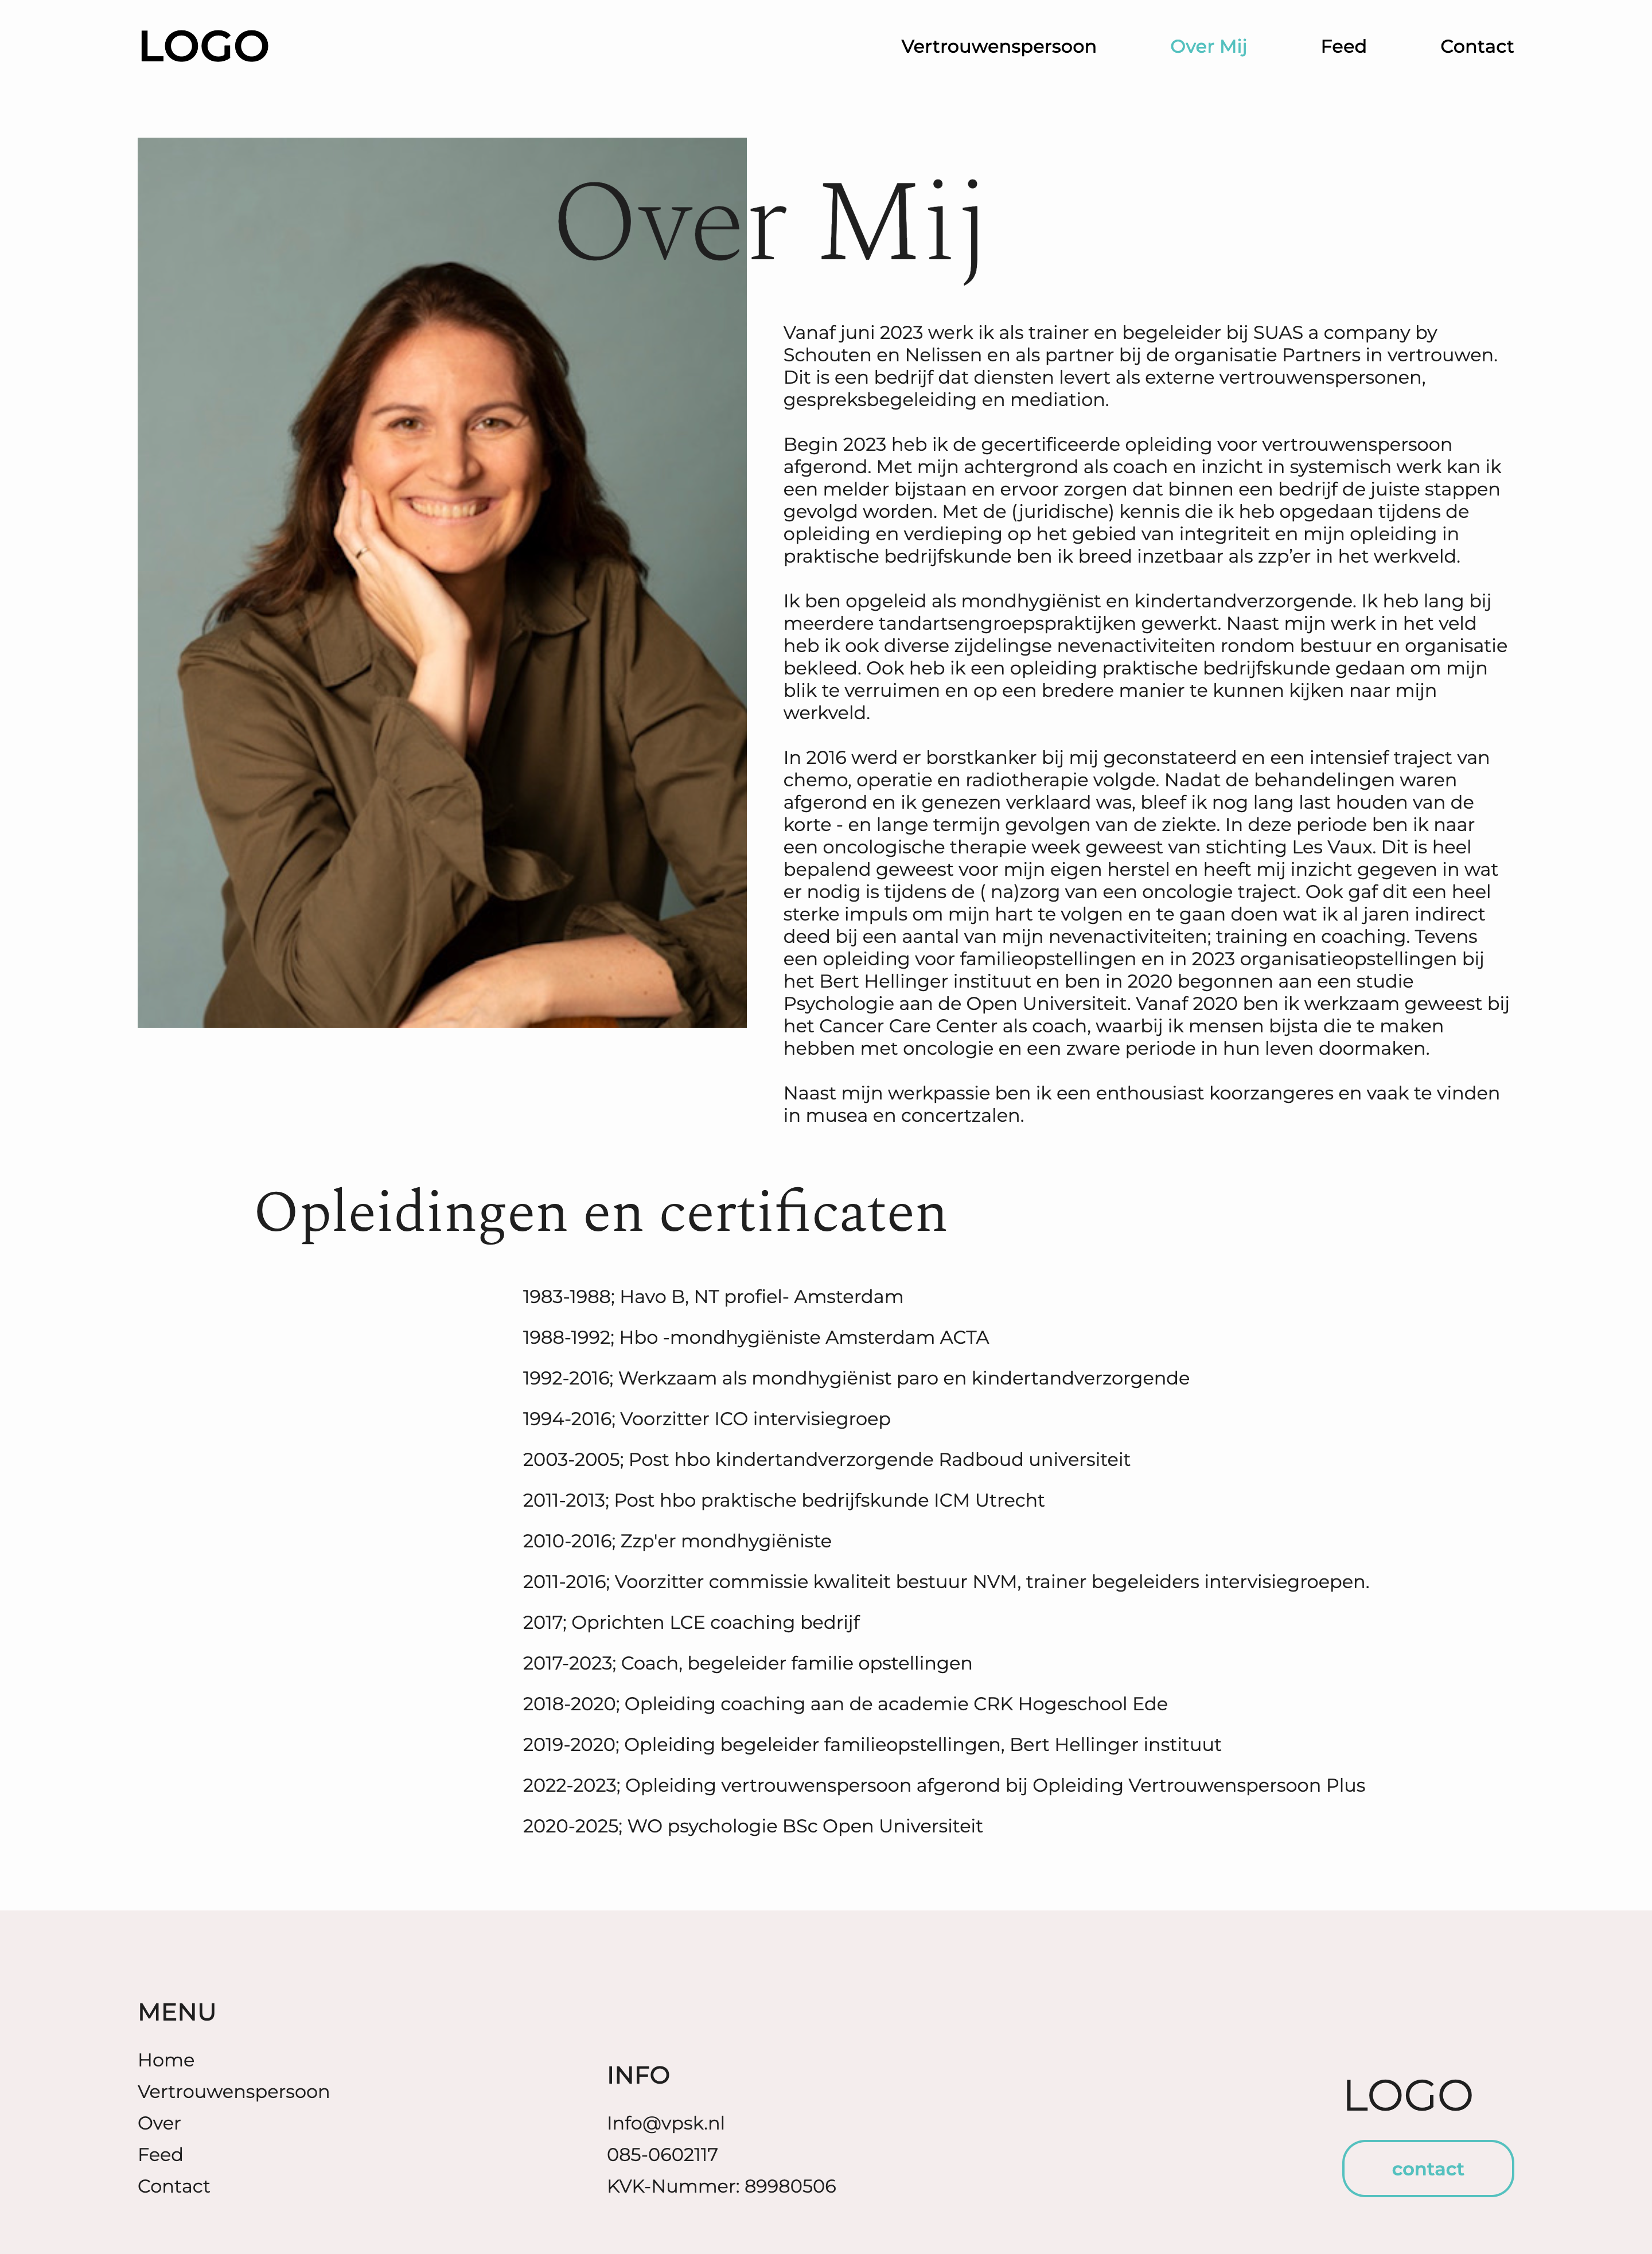 LOGO
Vertrouwenspersoon
Over Mij
Feed
Contact
Over Mij
Vanaf juni 2023 werk ik als trainer en begeleider bij SUAS a company by
Schouten en Nelissen en als partner bij de organisatie Partners in vertrouwen.
Dit is een bedrijf dat diensten levert als externe vertrouwenspersonen,
gespreksbegeleiding en mediation.
Begin 2023 heb ik de gecertificeerde opleiding voor vertrouwenspersoon
afgerond. Met mijn achtergrond als coach en inzicht in systemisch werk kan ik
een melder bijstaan en ervoor zorgen dat binnen een bedrijf de juiste stappen
gevolgd worden. Met de (juridische) kennis die ik heb opgedaan tijdens de
opleiding en verdieping op het gebied van integriteit en mijn opleiding in
praktische bedrijfskunde ben ik breed inzetbaar als zzp’er in het werkveld.
Ik ben opgeleid als mondhygiënist en kindertandverzorgende. Ik heb lang bij
meerdere tandartsengroepspraktijken gewerkt. Naast mijn werk in het veld
heb ik ook diverse zijdelingse nevenactiviteiten rondom bestuur en organisatie
bekleed. Ook heb ik een opleiding praktische bedrijfskunde gedaan om mijn
blik te verruimen en op een bredere manier te kunnen kijken naar mijn
werkveld.
In 2016 werd er borstkanker bij mij geconstateerd en een intensief traject van
chemo, operatie en radiotherapie volgde. Nadat de behandelingen waren
afgerond en ik genezen verklaard was, bleef ik nog lang last houden van de
korte - en lange termijn gevolgen van de ziekte. In deze periode ben ik naar
een oncologische therapie week geweest van stichting Les Vaux. Dit is heel
bepalend geweest voor mijn eigen herstel en heeft mij inzicht gegeven in wat
er nodig is tijdens de ( na)zorg van een oncologie traject. Ook gaf dit een heel
sterke impuls om mijn hart te volgen en te gaan doen wat ik al jaren indirect
deed bij een aantal van mijn nevenactiviteiten; training en coaching. Tevens
een opleiding voor familieopstellingen en in 2023 organisatieopstellingen bij
het Bert Hellinger instituut en ben in 2020 begonnen aan een studie
Psychologie aan de Open Universiteit. Vanaf 2020 ben ik werkzaam geweest bij
het Cancer Care Center als coach, waarbij ik mensen bijsta die te maken
hebben met oncologie en een zware periode in hun leven doormaken.
Naast mijn werkpassie ben ik een enthousiast koorzangeres en vaak te vinden
in musea en concertzalen.
Opleidingen en certificaten
1983-1988; Havo B, NT profiel- Amsterdam
1988-1992; Hbo -mondhygiëniste Amsterdam ACTA
1992-2016; Werkzaam als mondhygiënist paro en kindertandverzorgende
1994-2016; Voorzitter ICO intervisiegroep
2003-2005; Post hbo kindertandverzorgende Radboud universiteit
2011-2013; Post hbo praktische bedrijfskunde ICM Utrecht
2010-2016; Zzp'er mondhygiëniste
2011-2016; Voorzitter commissie kwaliteit bestuur NVM, trainer begeleiders intervisiegroepen.
2017; Oprichten LCE coaching bedrijf
2017-2023; Coach, begeleider familie opstellingen
2018-2020; Opleiding coaching aan de academie CRK Hogeschool Ede
2019-2020; Opleiding begeleider familieopstellingen, Bert Hellinger instituut
2022-2023; Opleiding vertrouwenspersoon afgerond bij Opleiding Vertrouwenspersoon Plus
2020-2025; WO psychologie BSc Open Universiteit
MENU
Home
Vertrouwenspersoon
Over
Feed
Contact
INFO
Info@vpsk.nl
085-0602117
KVK-Nummer: 89980506
LOGO
contact